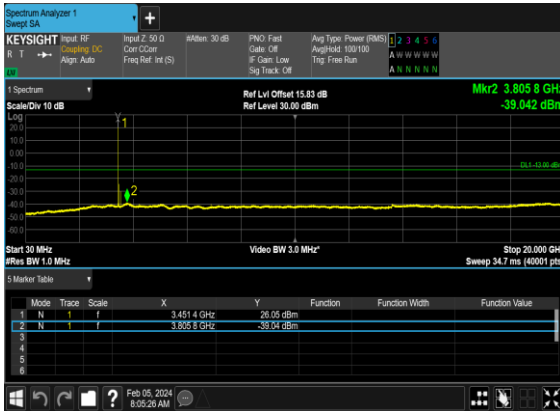 Spectrum Analyzer 1
Swept SA
KEYSIGHT Input: RF Input Z: 50 Ω #Atten: 30 dB PNO: Fast Avg Type: Power (RMS) 1 2 3 4 5 6
R T Coupling: DC Corr CCorr Gate: Off Avg|Hold: 100/100 A W W W W W
Align: Auto Freq Ref: Int (S) IF Gain: Low Trig: Free Run
Sig Track: Off A N N N N N
1 Spectrum Ref Lvl Offset 15.83 dB Mkr2 3.805 8 GHz
Scale/Div 10 dB Ref Level 30.00 dBm -39.042 dBm
Log
20.0
10.0
0.00
-10.0
DL1 -13.00 dBm
-20.0
-30.0
-40.0
-50.0
-60.0
1
2
Start 30 MHz Video BW 3.0 MHz* Stop 20.000 GHz
#Res BW 1.0 MHz Sweep 34.7 ms (40001 pts)
5 Marker Table
Mode Trace Scale X Y Function Function Width Function Value
1 N 1 f 3.451 4 GHz 26.05 dBm
2 N 1 f 3.805 8 GHz -39.04 dBm
3
4
5
6
? Feb 05, 2024
8:05:26 AM